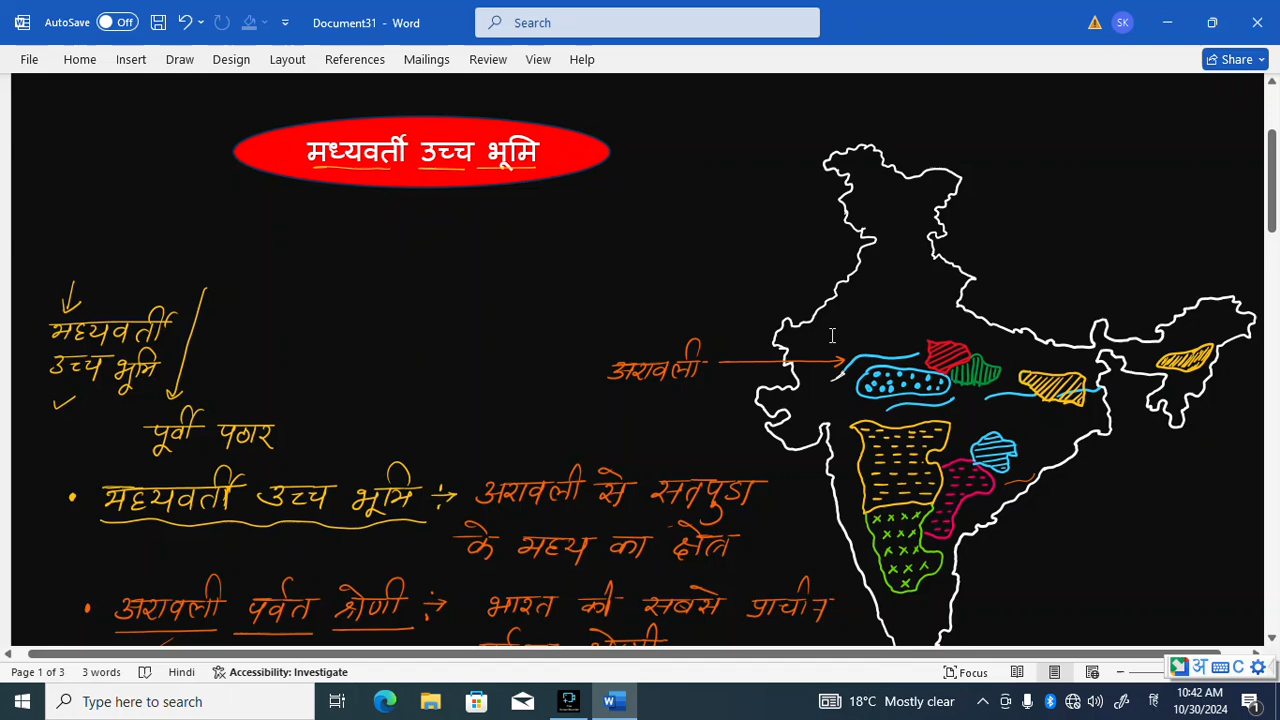 AutoSave Off Document31 - Word Search SK
File Home Insert Draw Design Layout References Mailings Review View Help Share
मध्यवर्ती उच्च भूमि
मध्यवर्ती
उच्च भूमि
पूर्वी पठार
अरावली
• मध्यवर्ती उच्च भूमि ÷→ अरावली से सतपुडा
के मध्य का क्षेत्र
• अरावली पर्वत श्रेणी ÷→ भारत की सबसे प्राचीन
Page 1 of 3 3 words Hindi Accessibility: Investigate Focus
अ C
Type here to search 18°C Mostly clear 10:42 AM
10/30/2024